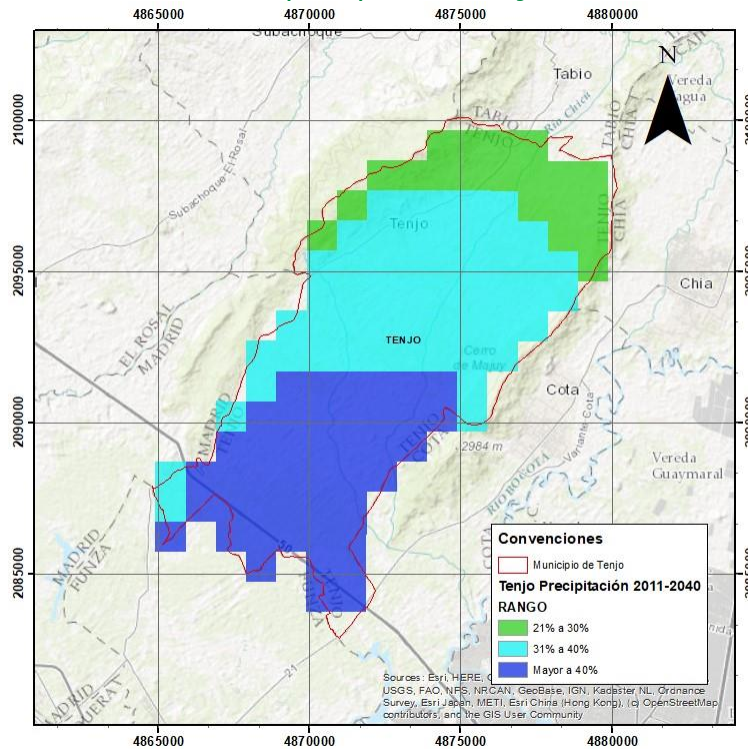 4865000 4870000 4875000 4880000
Subachoque
N
Tabio
Vereda
agua
Río Chicu
TABIO
TENJO
TABIO
CHIA
2100000
Subachoque-El Rosal
Tenjo
TENJO
CHIA
2095000
Chia
EL ROSAL
MADRID
TENJO
Cerro
de Majuy
Cota
MADRID
TENJO
2090000
TENJO
COTA
2984 m
Variante Cota
RIO BOGOTA
Vereda
Guaymaral
MADRID
FUNZA
50
COTA
2085000
21
MADRID
Convenciones
Municipio de Tenjo
Tenjo Precipitación 2011-2040
RANGO
21% a 30%
31% a 40%
Mayor a 40%
Sources: Esri, HERE,
USGS, FAO, NPS, NRCAN, GeoBase, IGN, Kadaster NL, Ordnance
Survey, Esri Japan, METI, Esri China (Hong Kong), (c) OpenStreetMap
contributors, and the GIS User Community
4865000 4870000 4875000 4880000